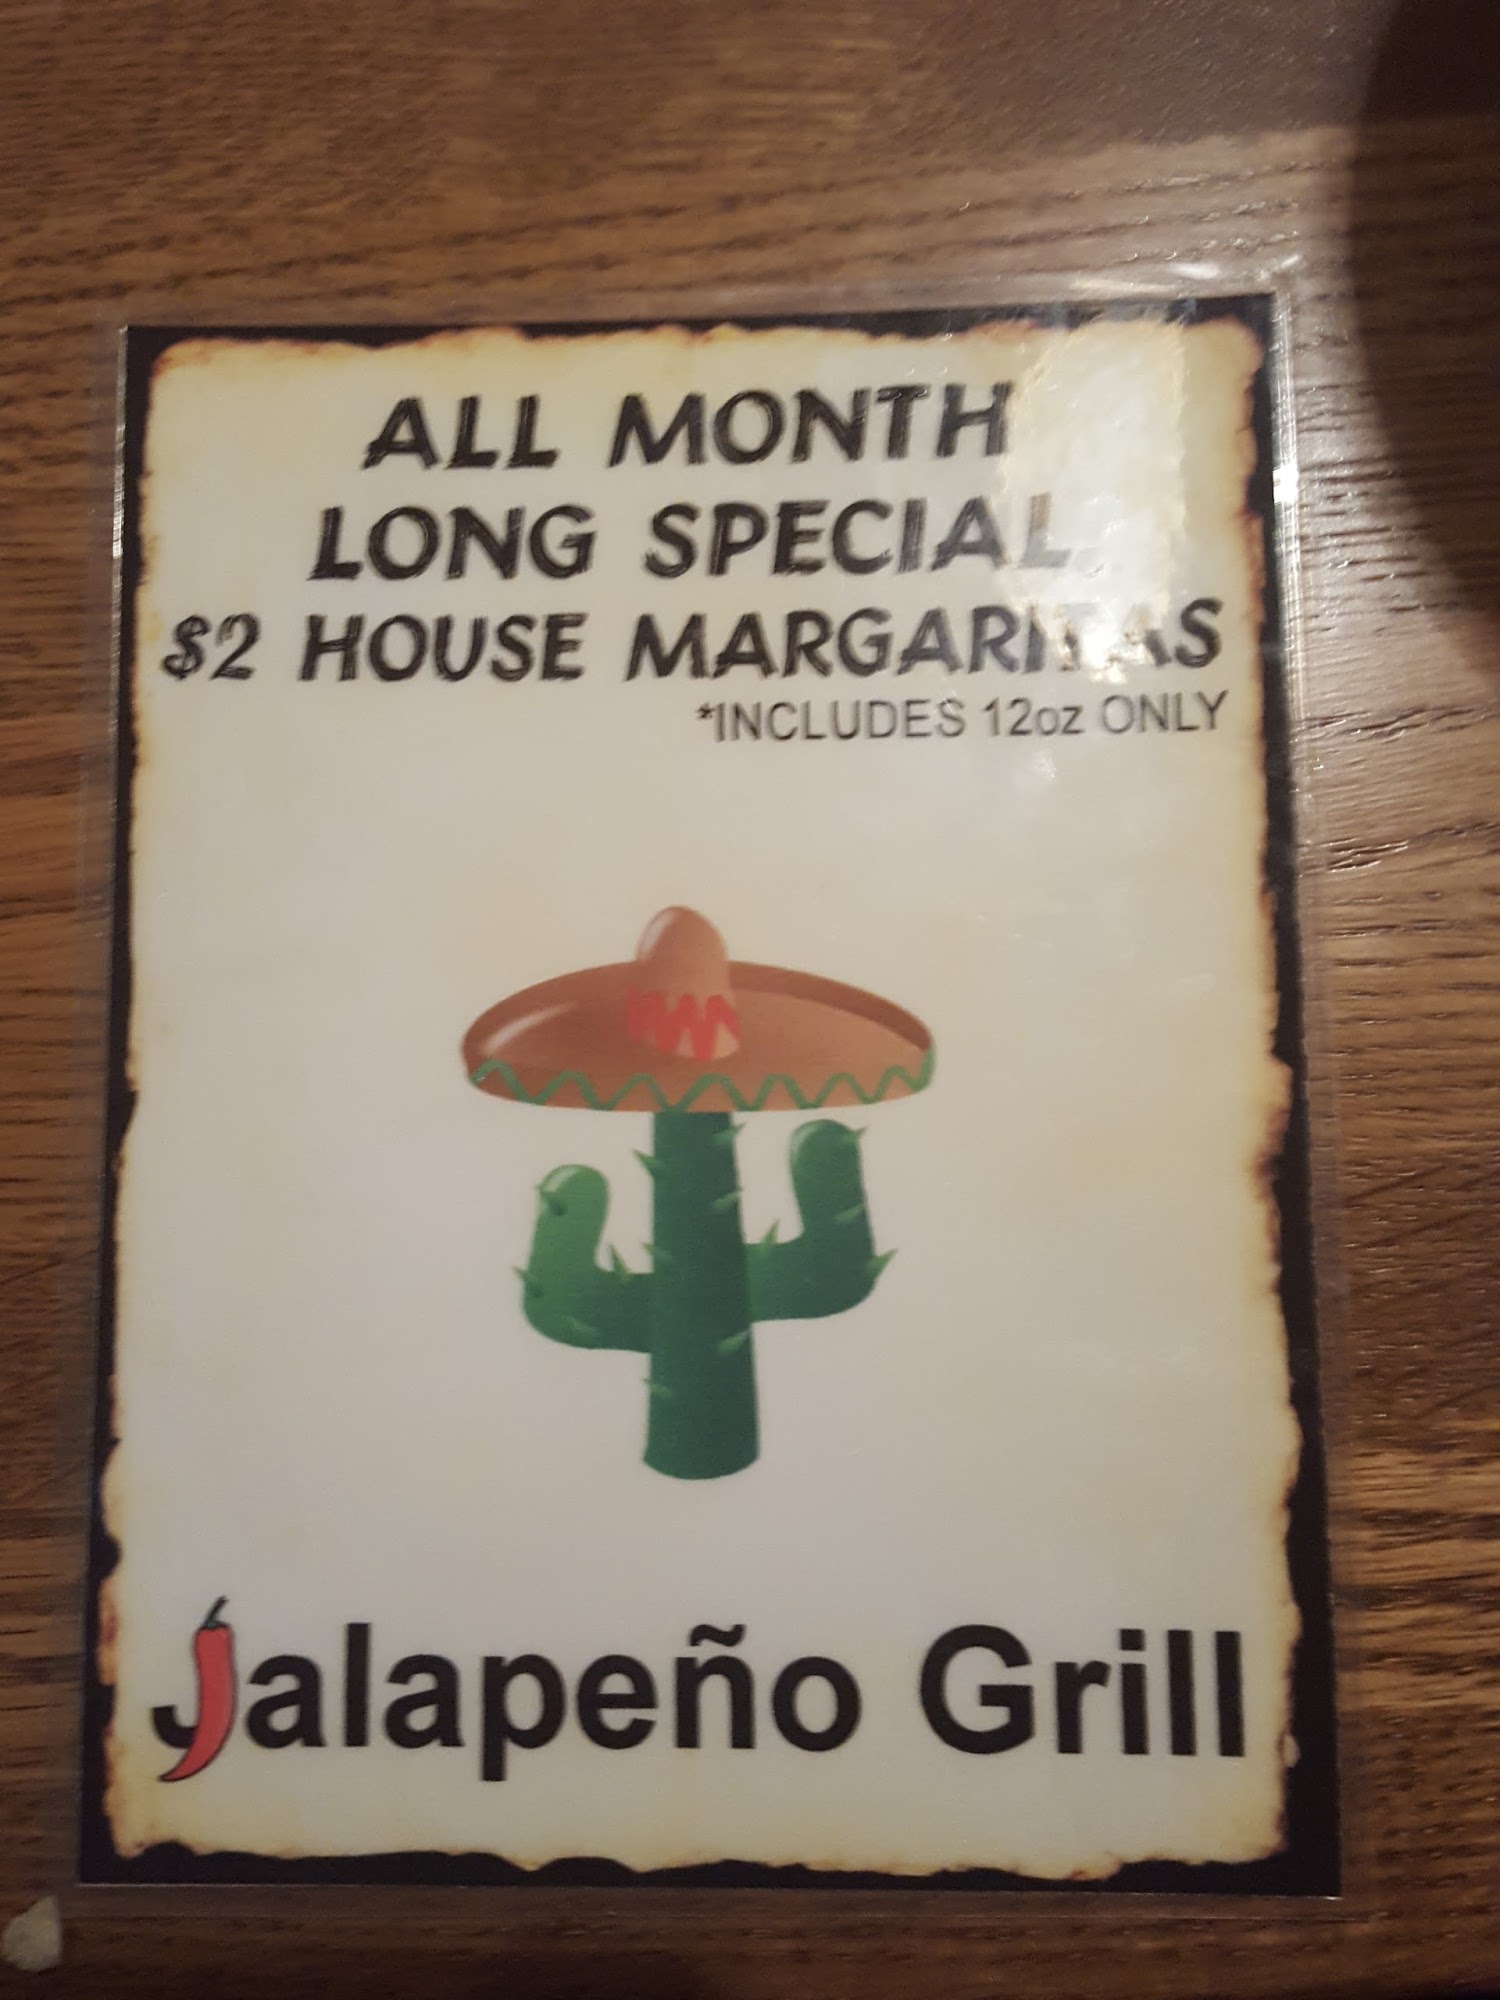 ALL MONTH
LONG SPECIAL
$2 HOUSE MARGARITAS
*INCLUDES 12oz ONLY
Jalapeño Grill